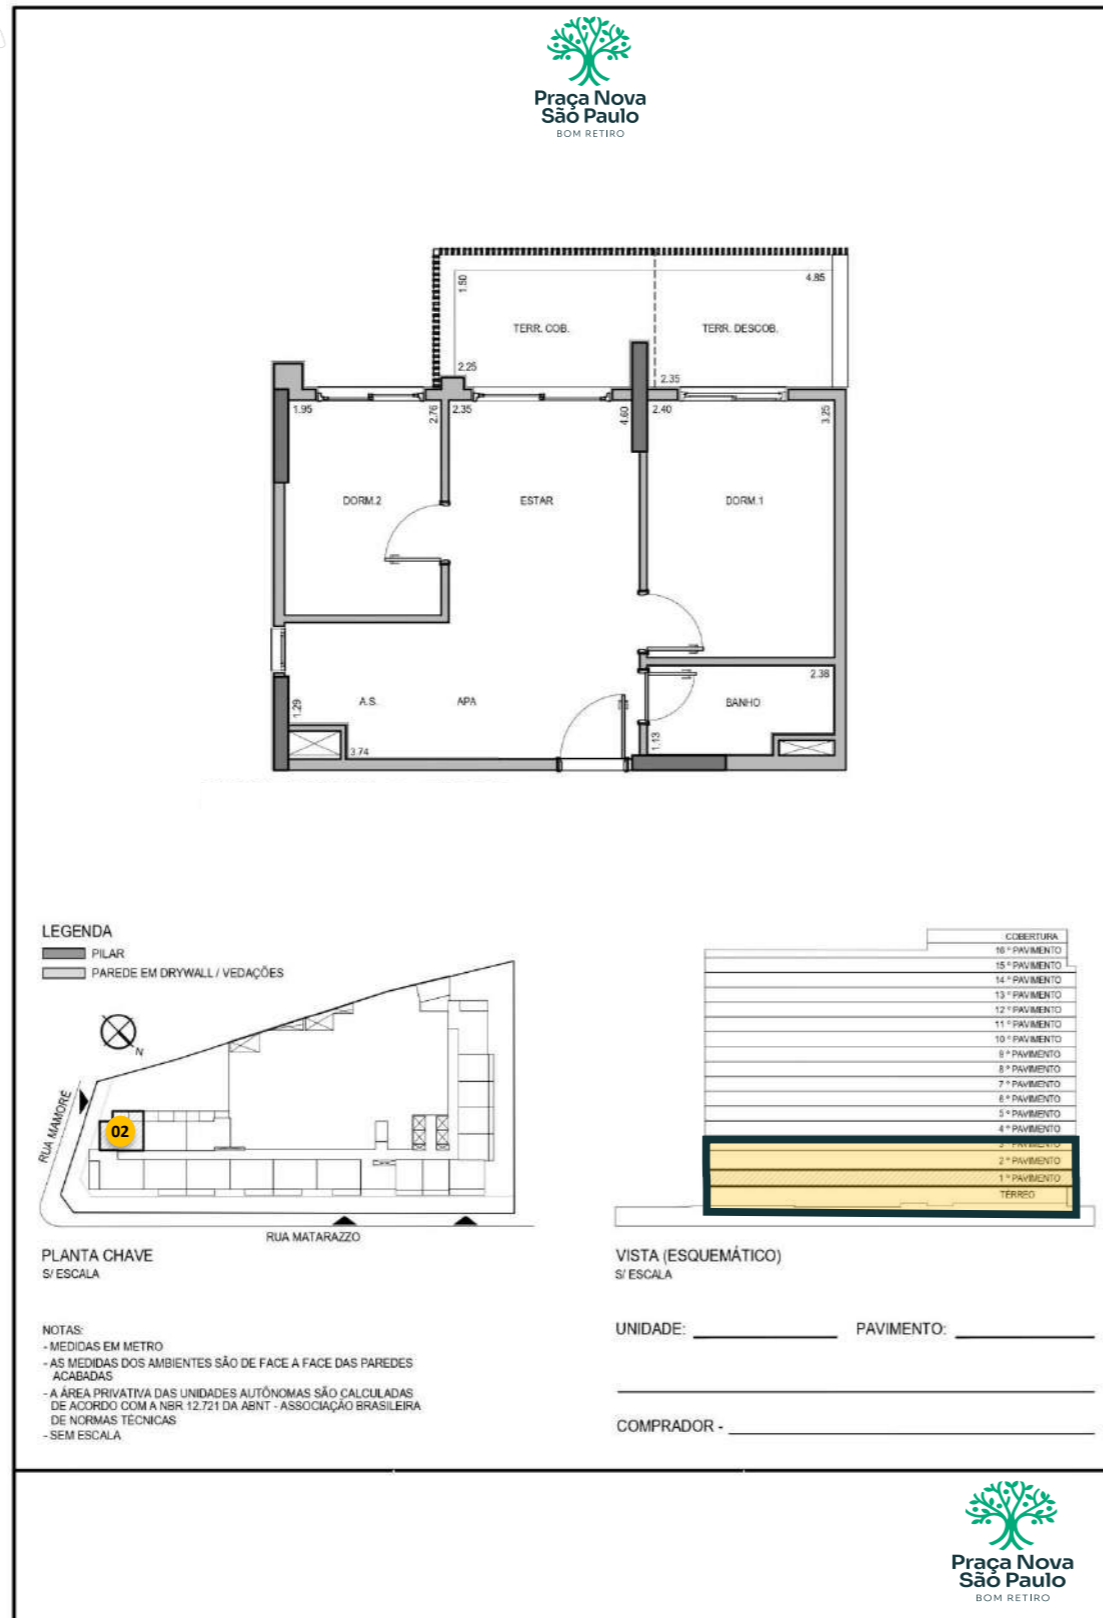 Praça Nova
São Paulo
BOM RETIRO
1.50
4.85
TERR. COB.
TERR. DESCOB.
2.25
2.35
1.95
2.76
2.35
4.60
2.40
3.25
DORM.2
ESTAR
DORM.1
2.38
1.29
A.S.
APA
BANHO
3.74
1.13
LEGENDA
PILAR
PAREDE EM DRYWALL / VEDAÇÕES
N
RUA MAMORÉ
02
RUA MATARAZZO
PLANTA CHAVE
S/ ESCALA
COBERTURA
16 º PAVIMENTO
15 º PAVIMENTO
14 º PAVIMENTO
13 º PAVIMENTO
12 º PAVIMENTO
11 º PAVIMENTO
10 º PAVIMENTO
9 º PAVIMENTO
8 º PAVIMENTO
7 º PAVIMENTO
6 º PAVIMENTO
5 º PAVIMENTO
4 º PAVIMENTO
3 º PAVIMENTO
2 º PAVIMENTO
1 º PAVIMENTO
TÉRREO
VISTA (ESQUEMÁTICO)
S/ ESCALA
NOTAS:
- MEDIDAS EM METRO
- AS MEDIDAS DOS AMBIENTES SÃO DE FACE A FACE DAS PAREDES
ACABADAS
- A ÁREA PRIVATIVA DAS UNIDADES AUTÔNOMAS SÃO CALCULADAS
DE ACORDO COM A NBR 12.721 DA ABNT - ASSOCIAÇÃO BRASILEIRA
DE NORMAS TÉCNICAS
- SEM ESCALA
UNIDADE: PAVIMENTO:
COMPRADOR -
Praça Nova
São Paulo
BOM RETIRO